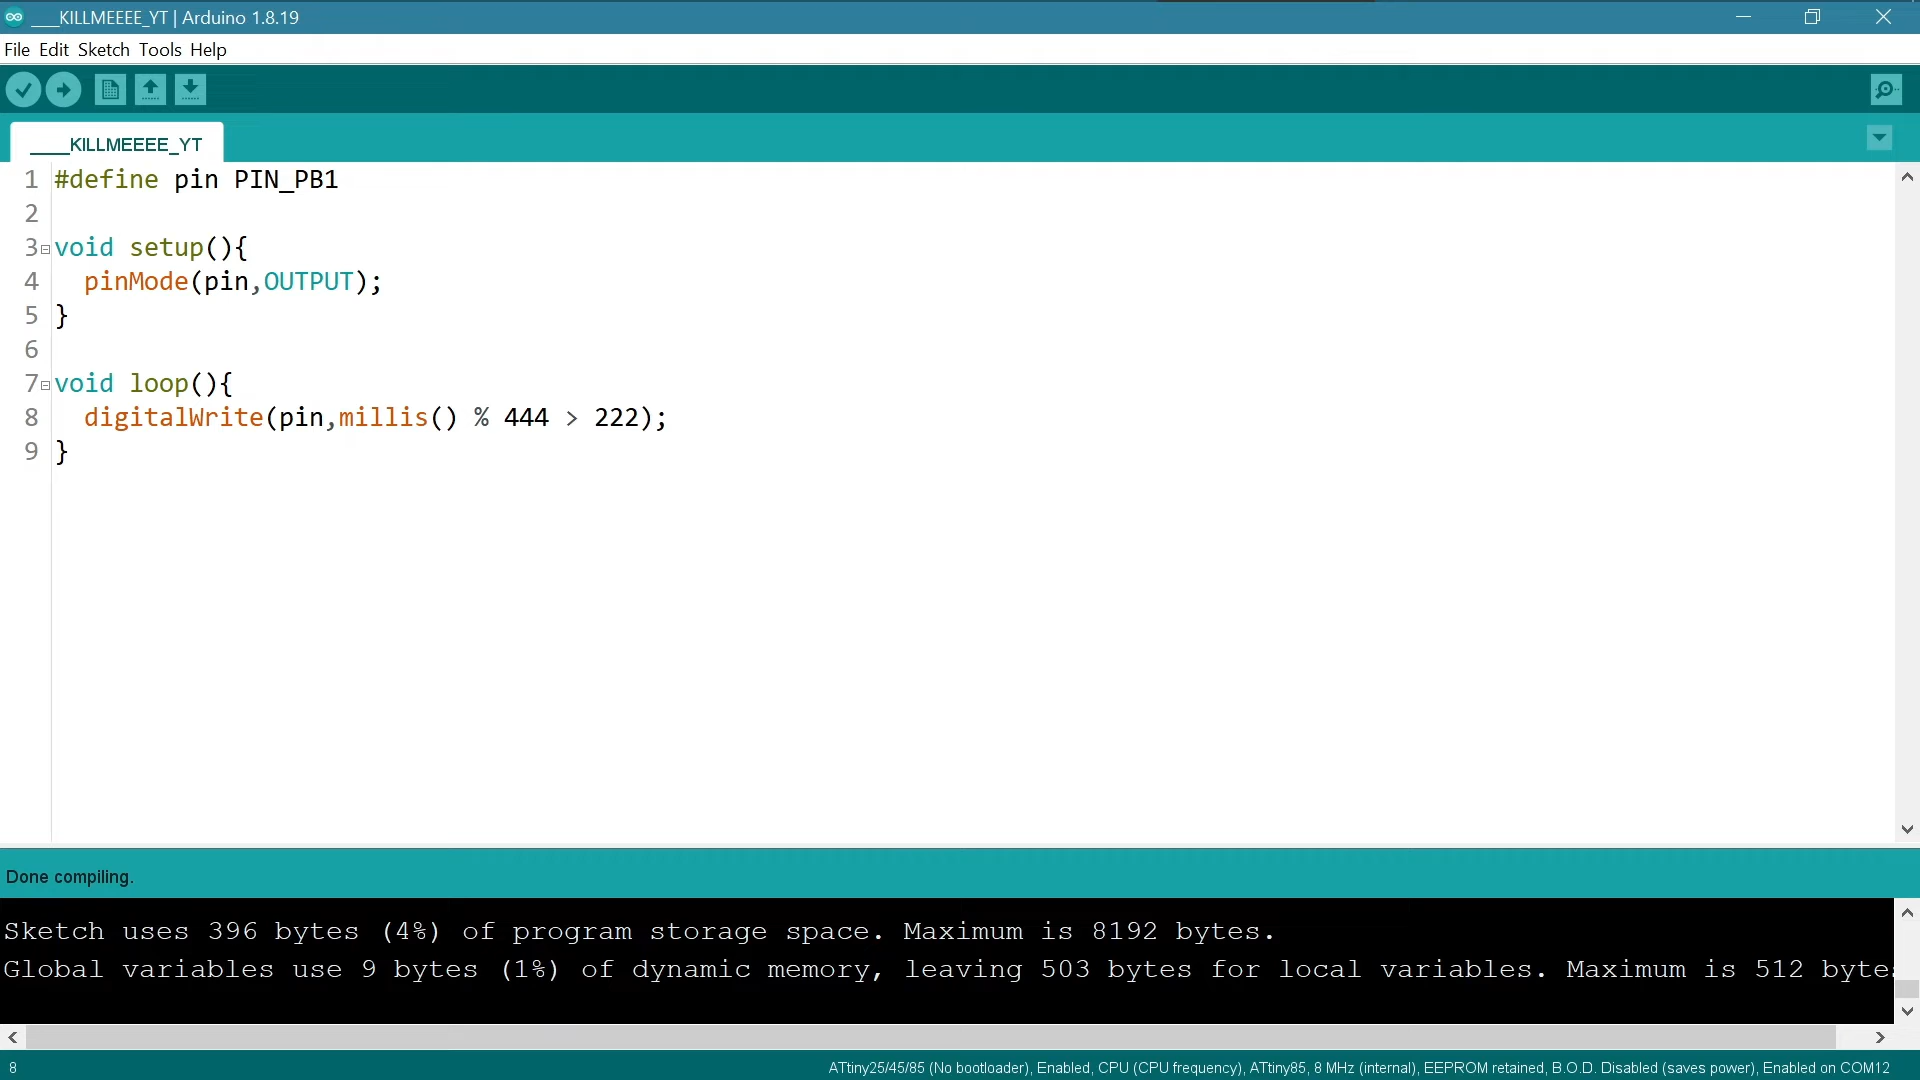 ____KILLMEEEE_YT | Arduino 1.8.19
File Edit Sketch Tools Help
____KILLMEEEE_YT
1 #define pin PIN_PB1
2
3 void setup(){
4   pinMode(pin,OUTPUT);
5 }
6
7 void loop(){
8   digitalWrite(pin,millis() % 444 > 222);
9 }
Done compiling.
Sketch uses 396 bytes (4%) of program storage space. Maximum is 8192 bytes.
Global variables use 9 bytes (1%) of dynamic memory, leaving 503 bytes for local variables. Maximum is 512 byte
8 ATtiny25/45/85 (No bootloader), Enabled, CPU (CPU frequency), ATtiny85, 8 MHz (internal), EEPROM retained, B.O.D. Disabled (saves power), Enabled on COM12